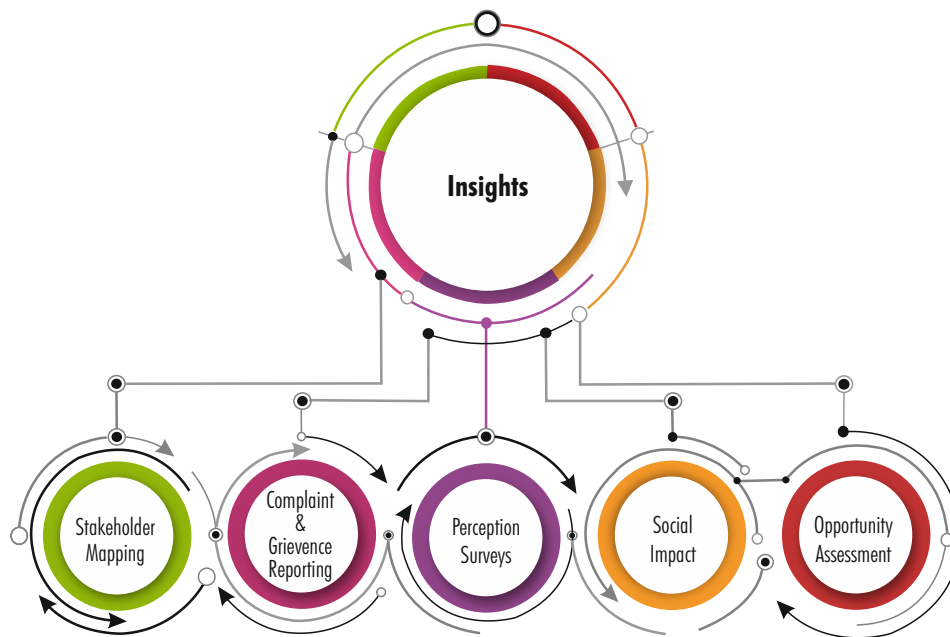 Insights
Stakeholder
Mapping
Complaint
&
Grievence
Reporting
Perception
Surveys
Social
Impact
Opportunity
Assessment